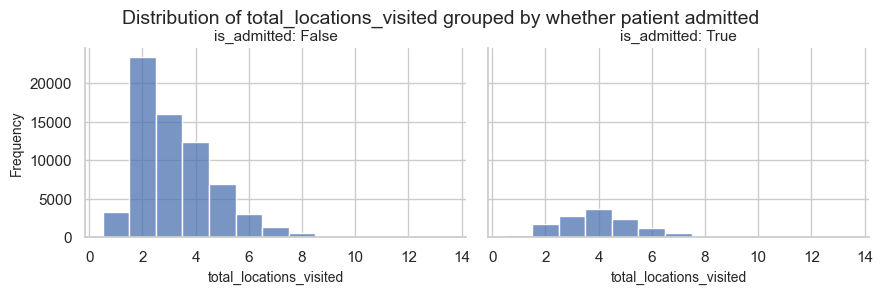 Distribution of total_locations_visited grouped by whether patient admitted
is_admitted: False
is_admitted: True
Frequency
20000
15000
10000
5000
0
0 2 4 6 8 10 12 14
0 2 4 6 8 10 12 14
total_locations_visited
total_locations_visited